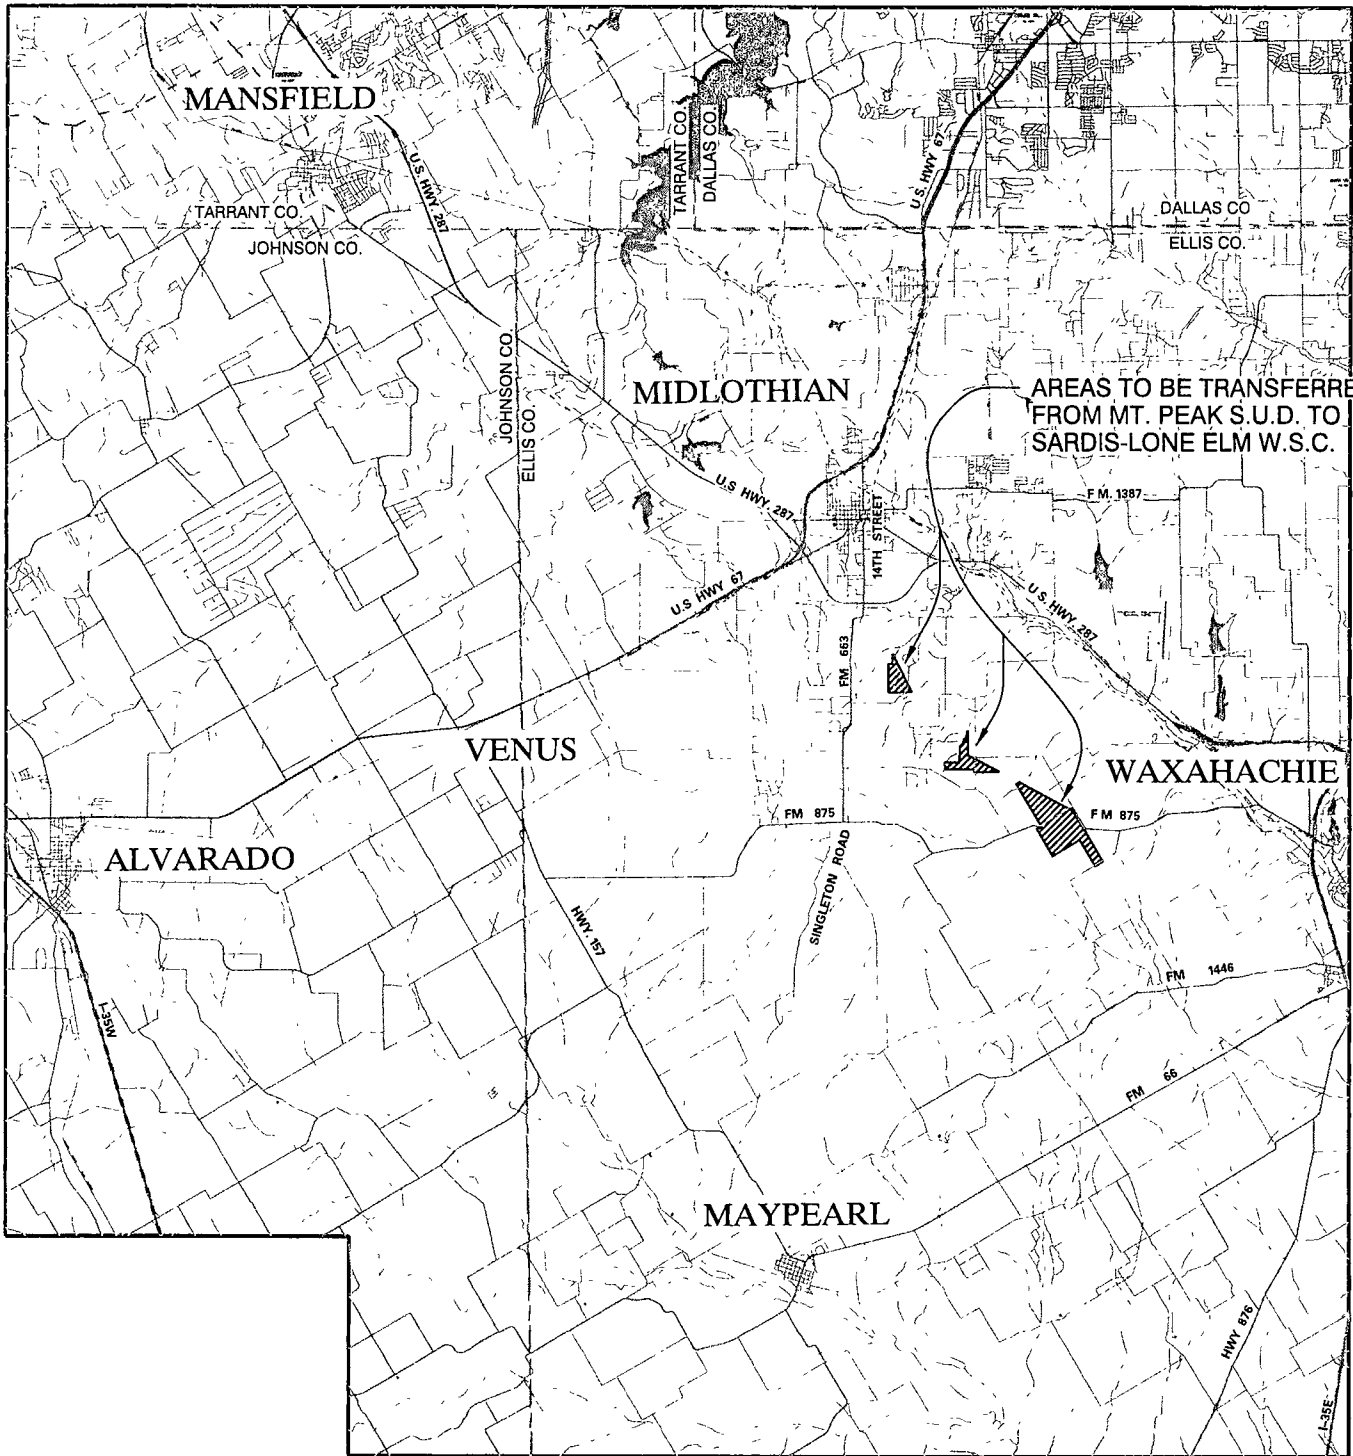 MANSFIELD
U.S. HWY. 287
TARRANT CO.
DALLAS CO.
U.S. HWY 67
TARRANT CO.
JOHNSON CO.
DALLAS CO
ELLIS CO.
JOHNSON CO.
ELLIS CO.
MIDLOTHIAN
AREAS TO BE TRANSFERRE
FROM MT. PEAK S.U.D. TO
SARDIS-LONE ELM W.S.C.
U.S HWY. 287
14TH STREET
F M. 1387
U.S HWY 67
U.S. HWY. 287
FM 663
VENUS
WAXAHACHIE
FM 875
F M 875
ALVARADO
SINGLETON ROAD
HWY. 157
FM 1446
I-35W
FM 66
MAYPEARL
HWY 876
I-35E